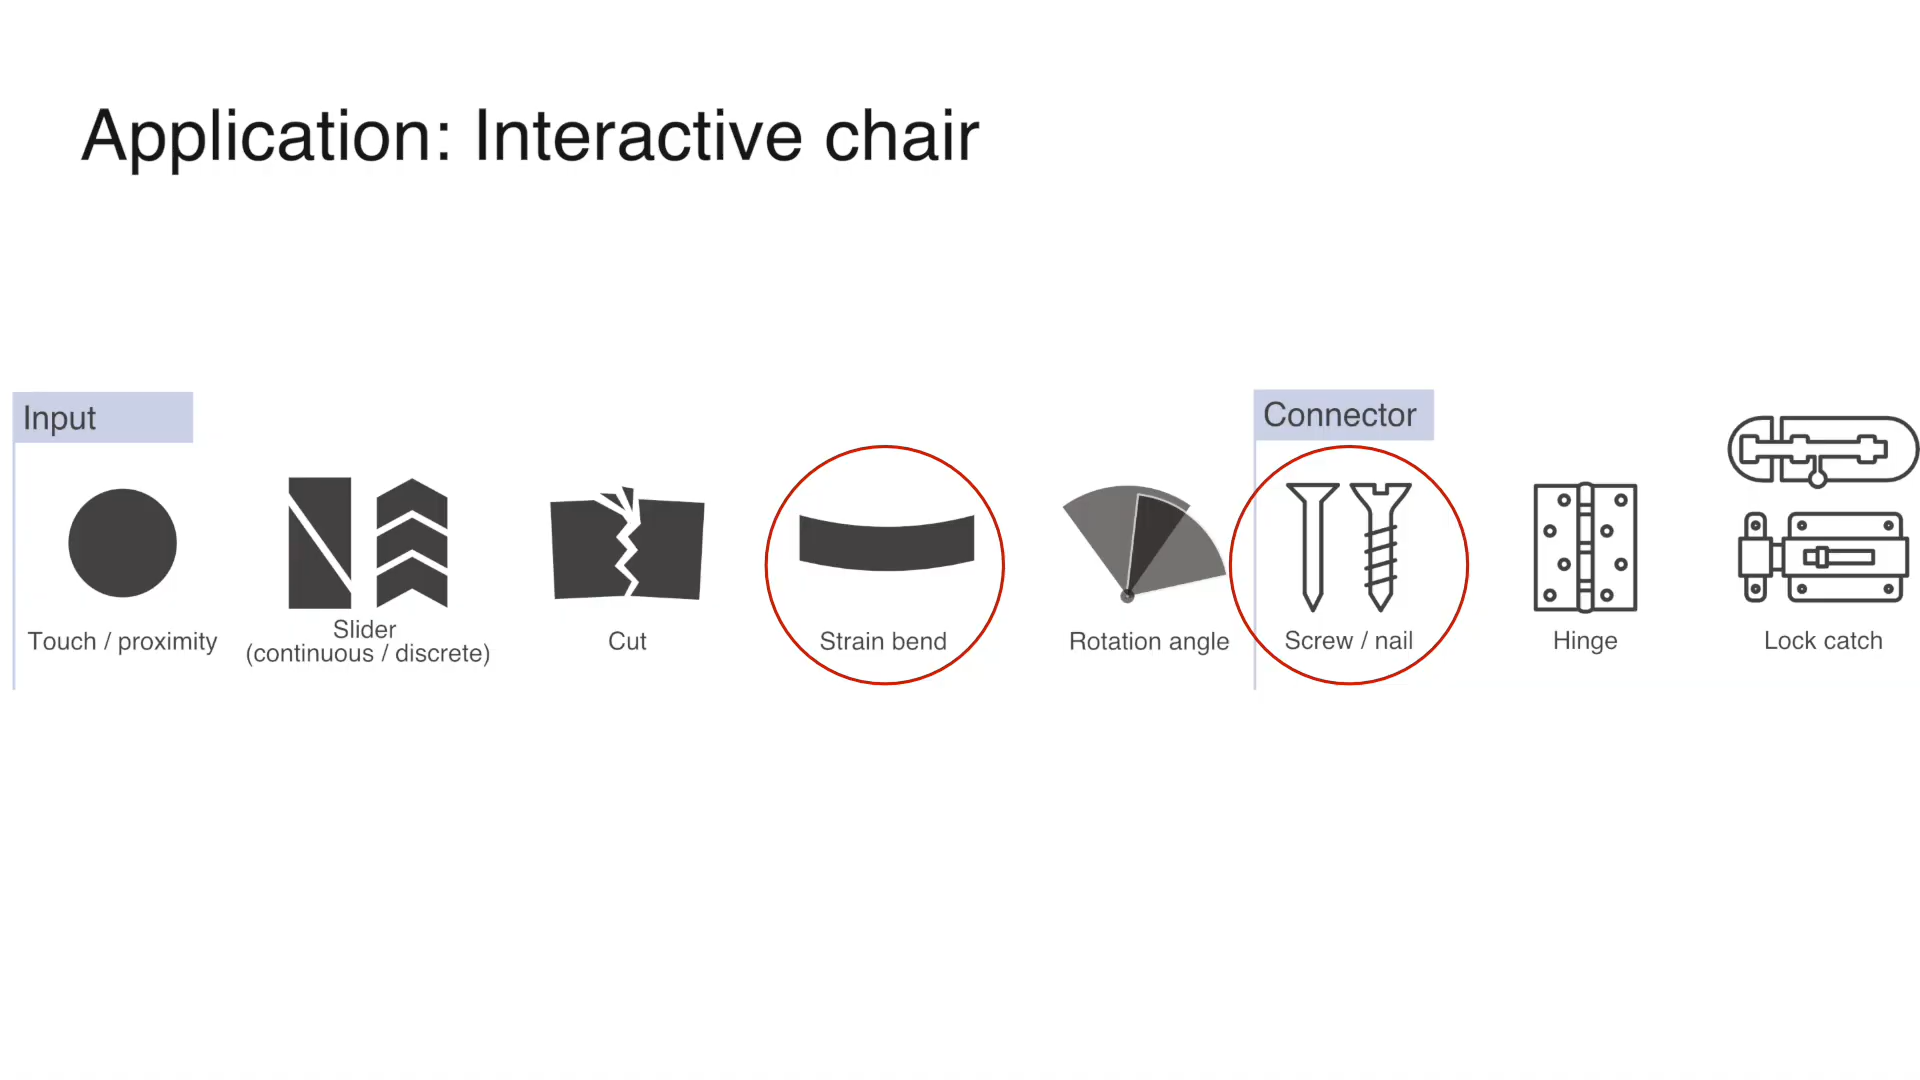 Application: Interactive chair
Input
Connector
Touch / proximity
Slider
(continuous / discrete)
Cut
Strain bend
Rotation angle
Screw / nail
Hinge
Lock catch